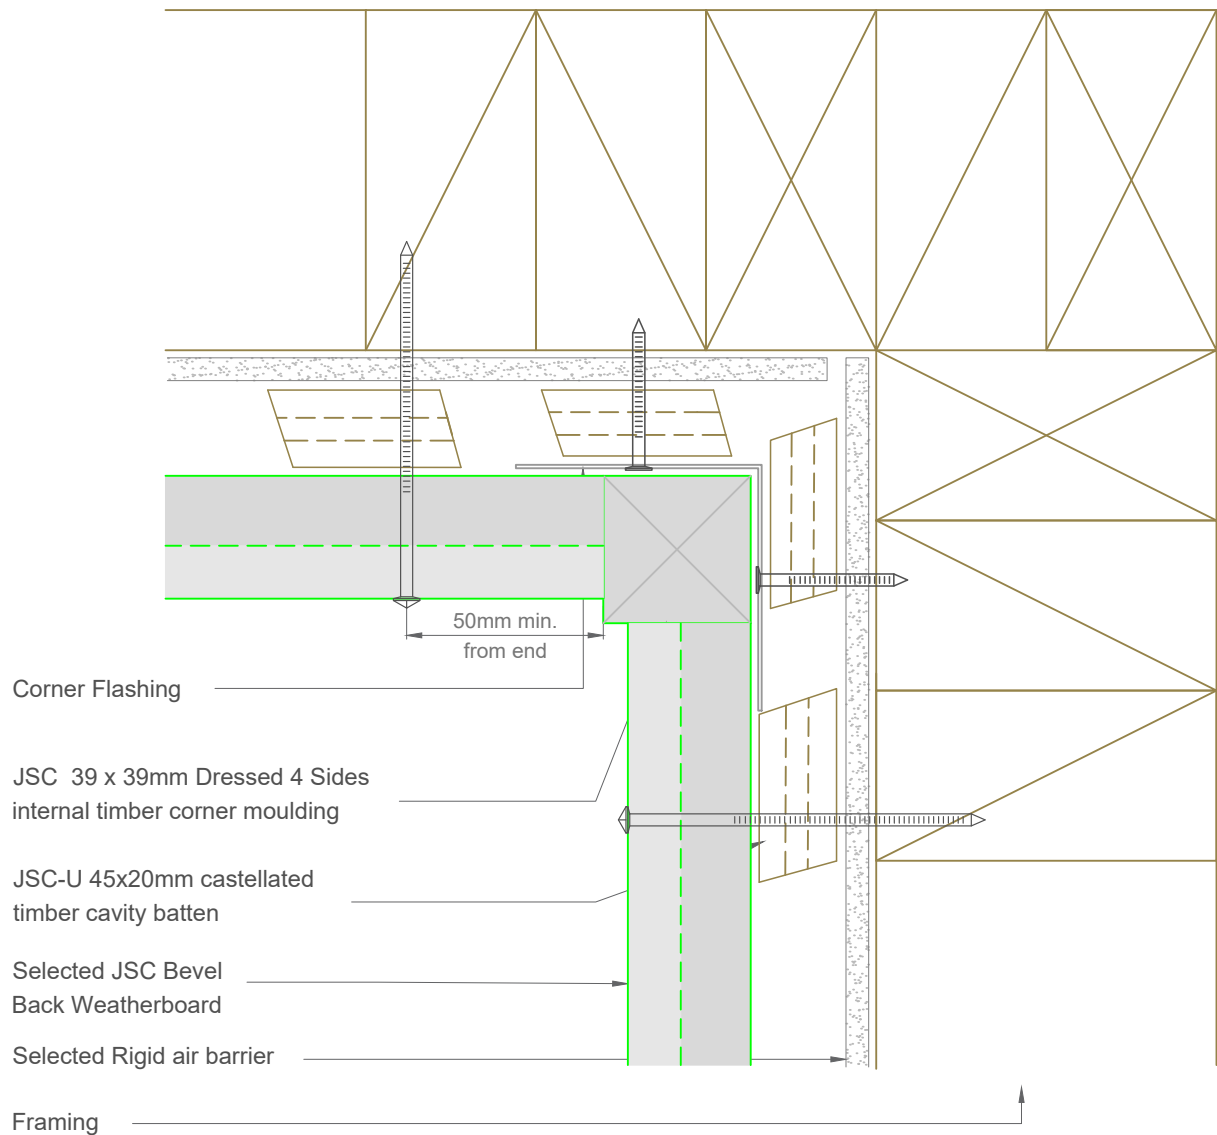 50mm min.
from end
Corner Flashing
JSC  39 x 39mm Dressed 4 Sides
internal timber corner moulding
JSC-U 45x20mm castellated
timber cavity batten
Selected JSC Bevel
Back Weatherboard
Selected Rigid air barrier
Framing